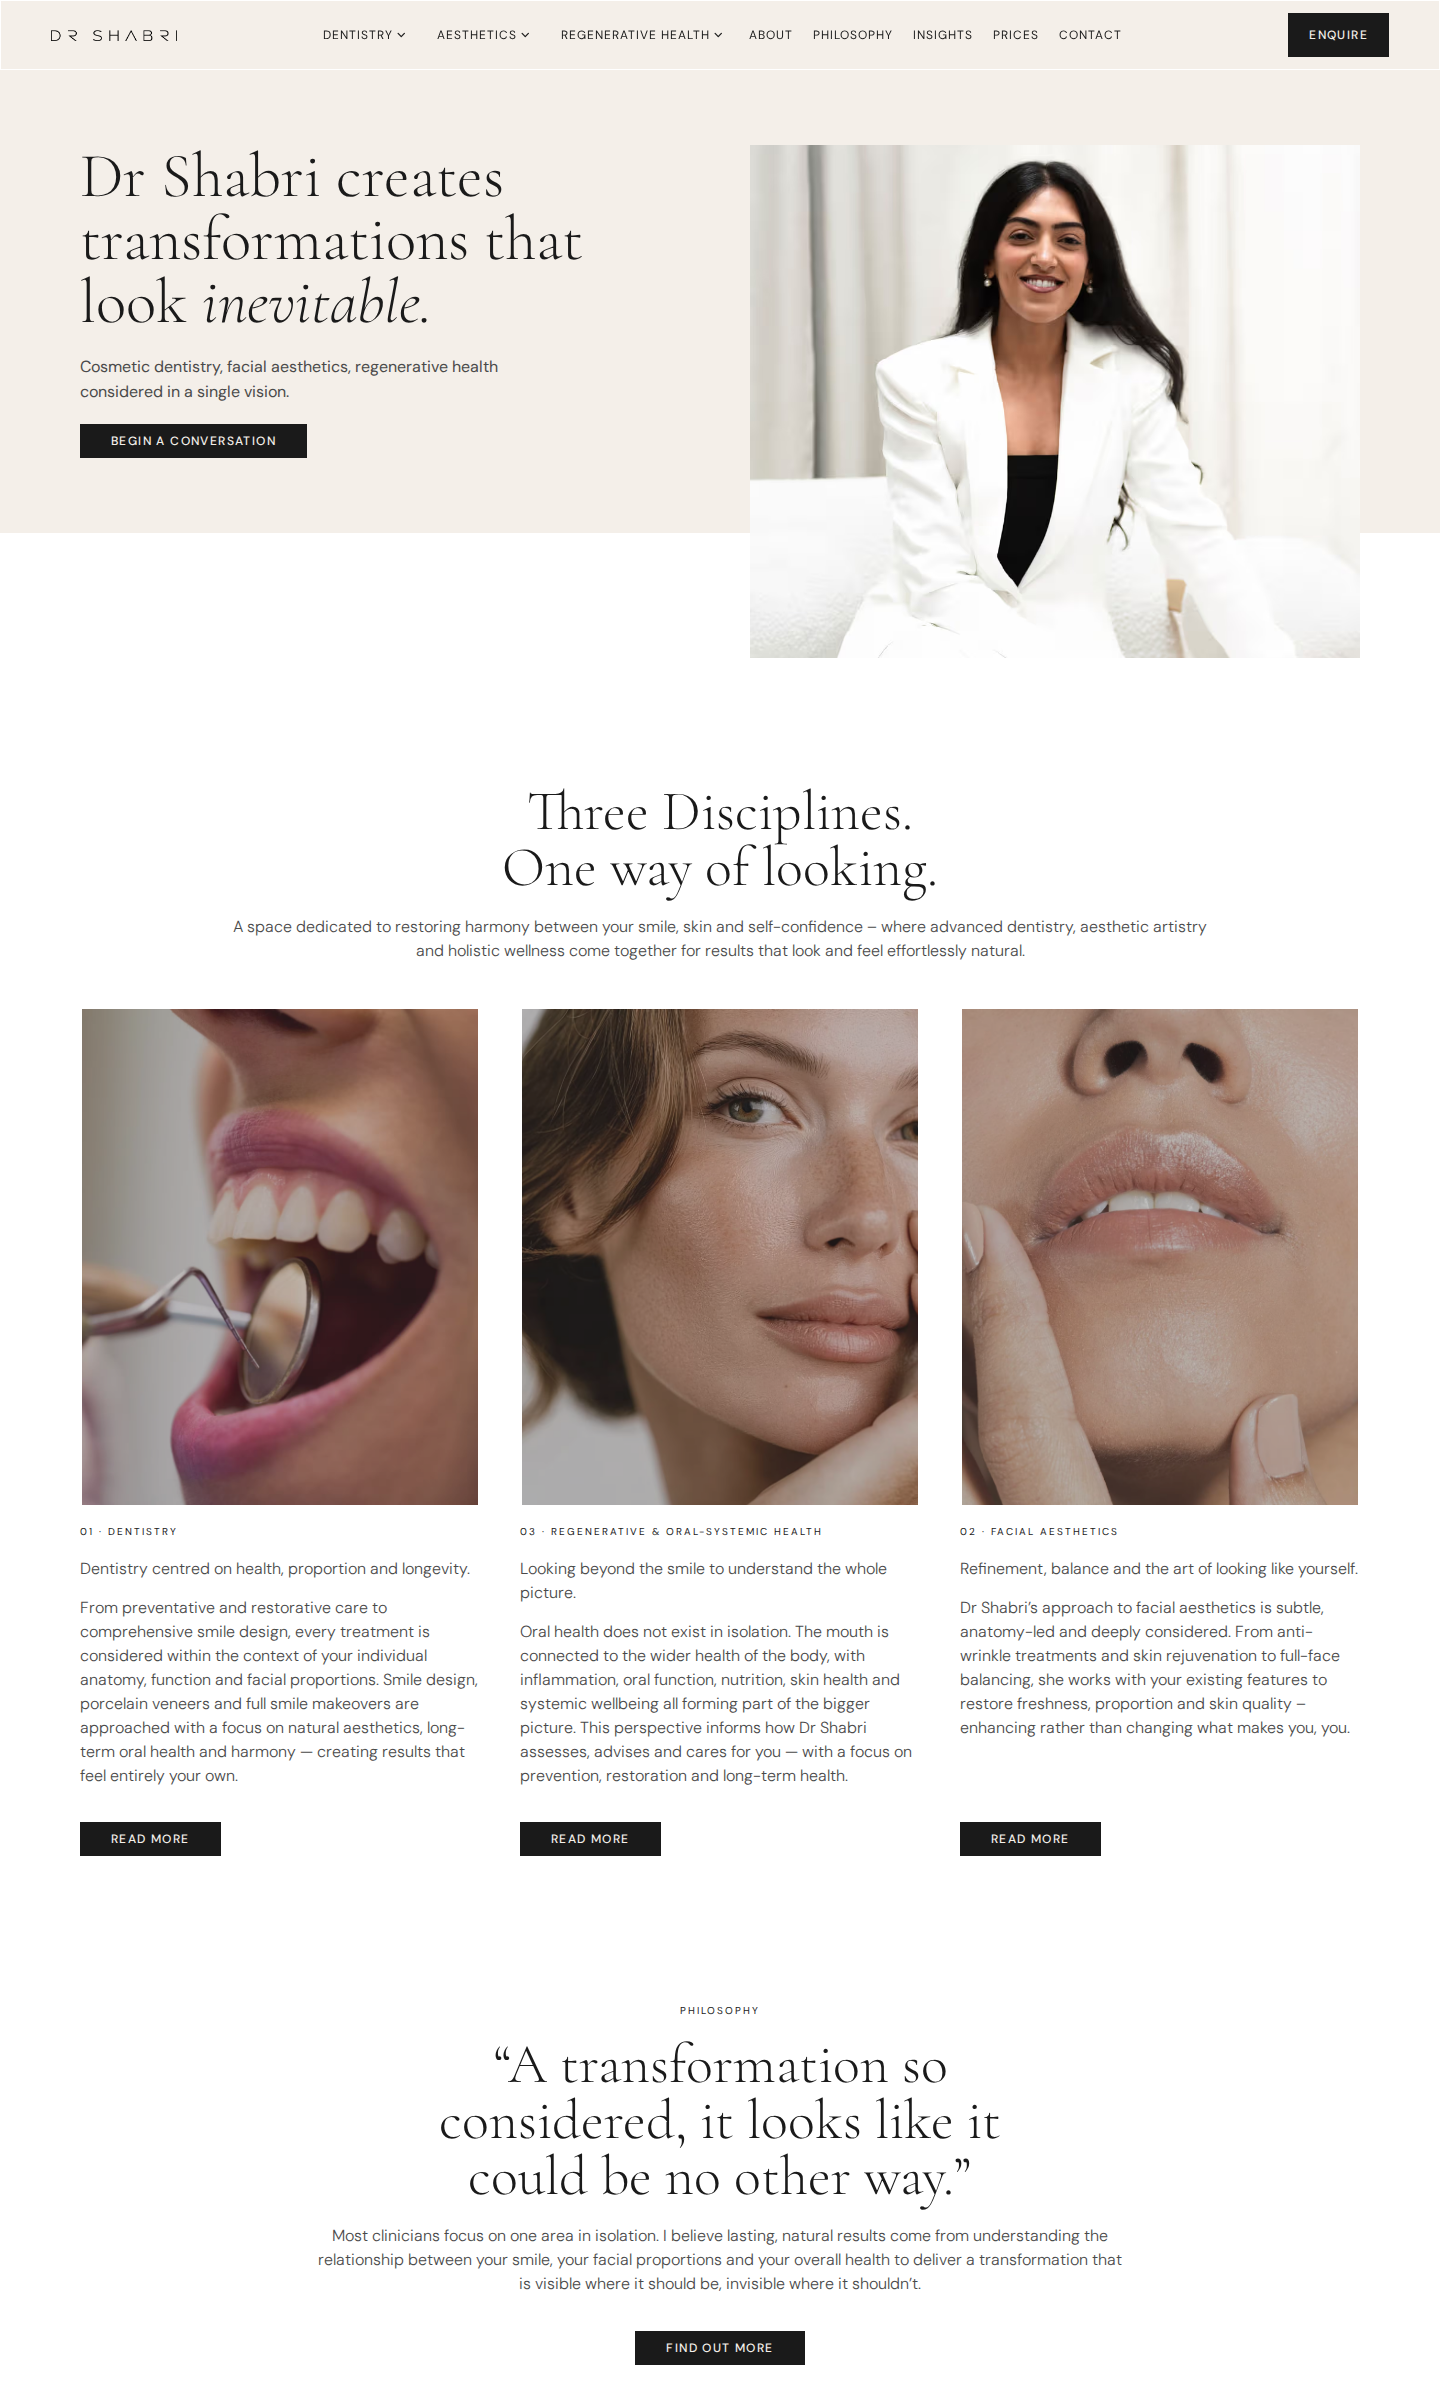 DR SHABRI
DENTISTRY
AESTHETICS
REGENERATIVE HEALTH
ABOUT
PHILOSOPHY
INSIGHTS
PRICES
CONTACT
ENQUIRE
Dr Shabri creates
transformations that
look inevitable.
Cosmetic dentistry, facial aesthetics, regenerative health
considered in a single vision.
BEGIN A CONVERSATION
Three Disciplines.
One way of looking.
A space dedicated to restoring harmony between your smile, skin and self-confidence – where advanced dentistry, aesthetic artistry
and holistic wellness come together for results that look and feel effortlessly natural.
01 · DENTISTRY
Dentistry centred on health, proportion and longevity.
From preventative and restorative care to
comprehensive smile design, every treatment is
considered within the context of your individual
anatomy, function and facial proportions. Smile design,
porcelain veneers and full smile makeovers are
approached with a focus on natural aesthetics, long-
term oral health and harmony — creating results that
feel entirely your own.
READ MORE
03 · REGENERATIVE & ORAL-SYSTEMIC HEALTH
Looking beyond the smile to understand the whole
picture.
Oral health does not exist in isolation. The mouth is
connected to the wider health of the body, with
inflammation, oral function, nutrition, skin health and
systemic wellbeing all forming part of the bigger
picture. This perspective informs how Dr Shabri
assesses, advises and cares for you — with a focus on
prevention, restoration and long-term health.
READ MORE
02 · FACIAL AESTHETICS
Refinement, balance and the art of looking like yourself.
Dr Shabri’s approach to facial aesthetics is subtle,
anatomy-led and deeply considered. From anti-
wrinkle treatments and skin rejuvenation to full-face
balancing, she works with your existing features to
restore freshness, proportion and skin quality –
enhancing rather than changing what makes you, you.
READ MORE
PHILOSOPHY
“A transformation so
considered, it looks like it
could be no other way.”
Most clinicians focus on one area in isolation. I believe lasting, natural results come from understanding the
relationship between your smile, your facial proportions and your overall health to deliver a transformation that
is visible where it should be, invisible where it shouldn’t.
FIND OUT MORE